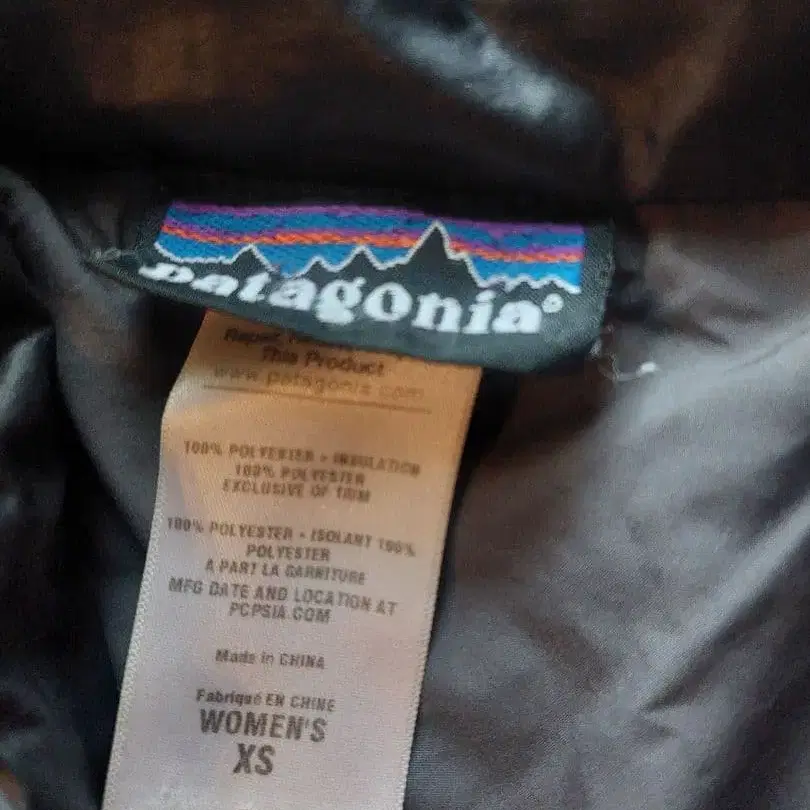 patagonia®
This Product
www.patagonia.com
100% POLYESTER • INSULATION
100% POLYESTER
EXCLUSIVE OF TRIM
100% POLYESTER • ISOLANT 100%
POLYESTER
A PART LA GARNITURE
MFG DATE AND LOCATION AT
PCPSIA.COM
Made in CHINA
Fabriqué EN CHINE
WOMEN'S
XS